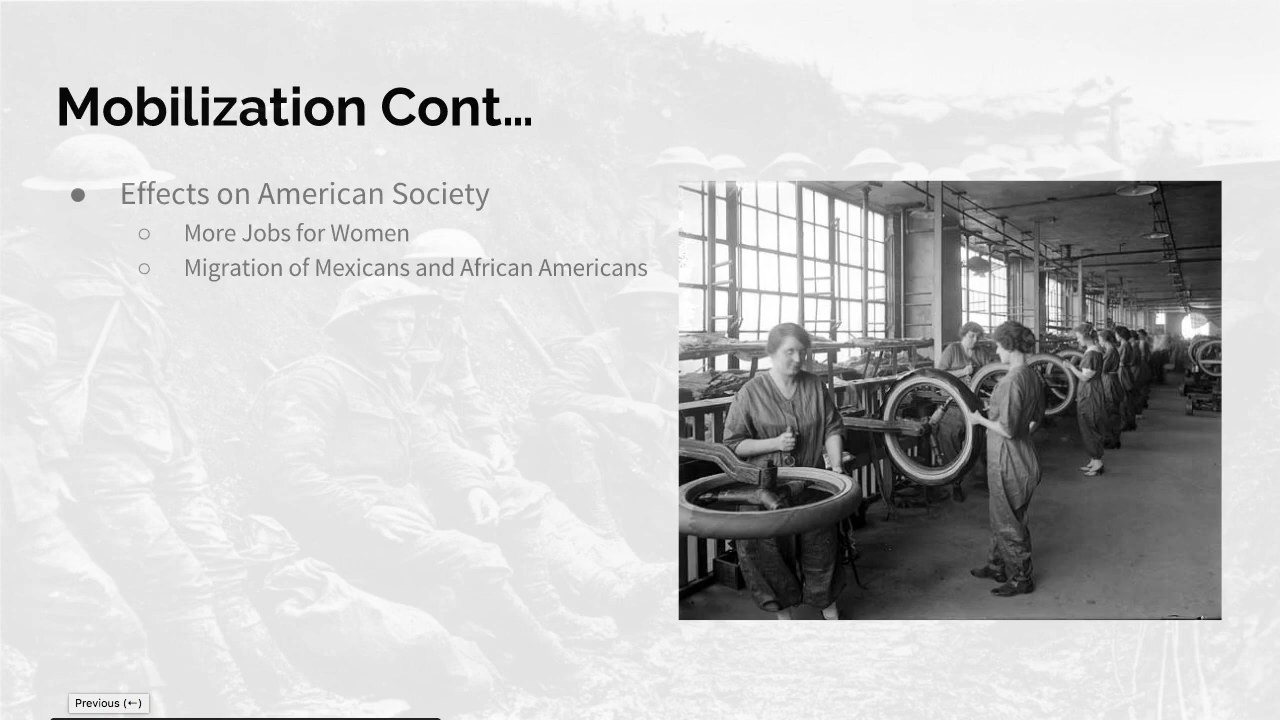 Mobilization Cont...
● Effects on American Society
○ More Jobs for Women
○ Migration of Mexicans and African Americans
Previous (←)